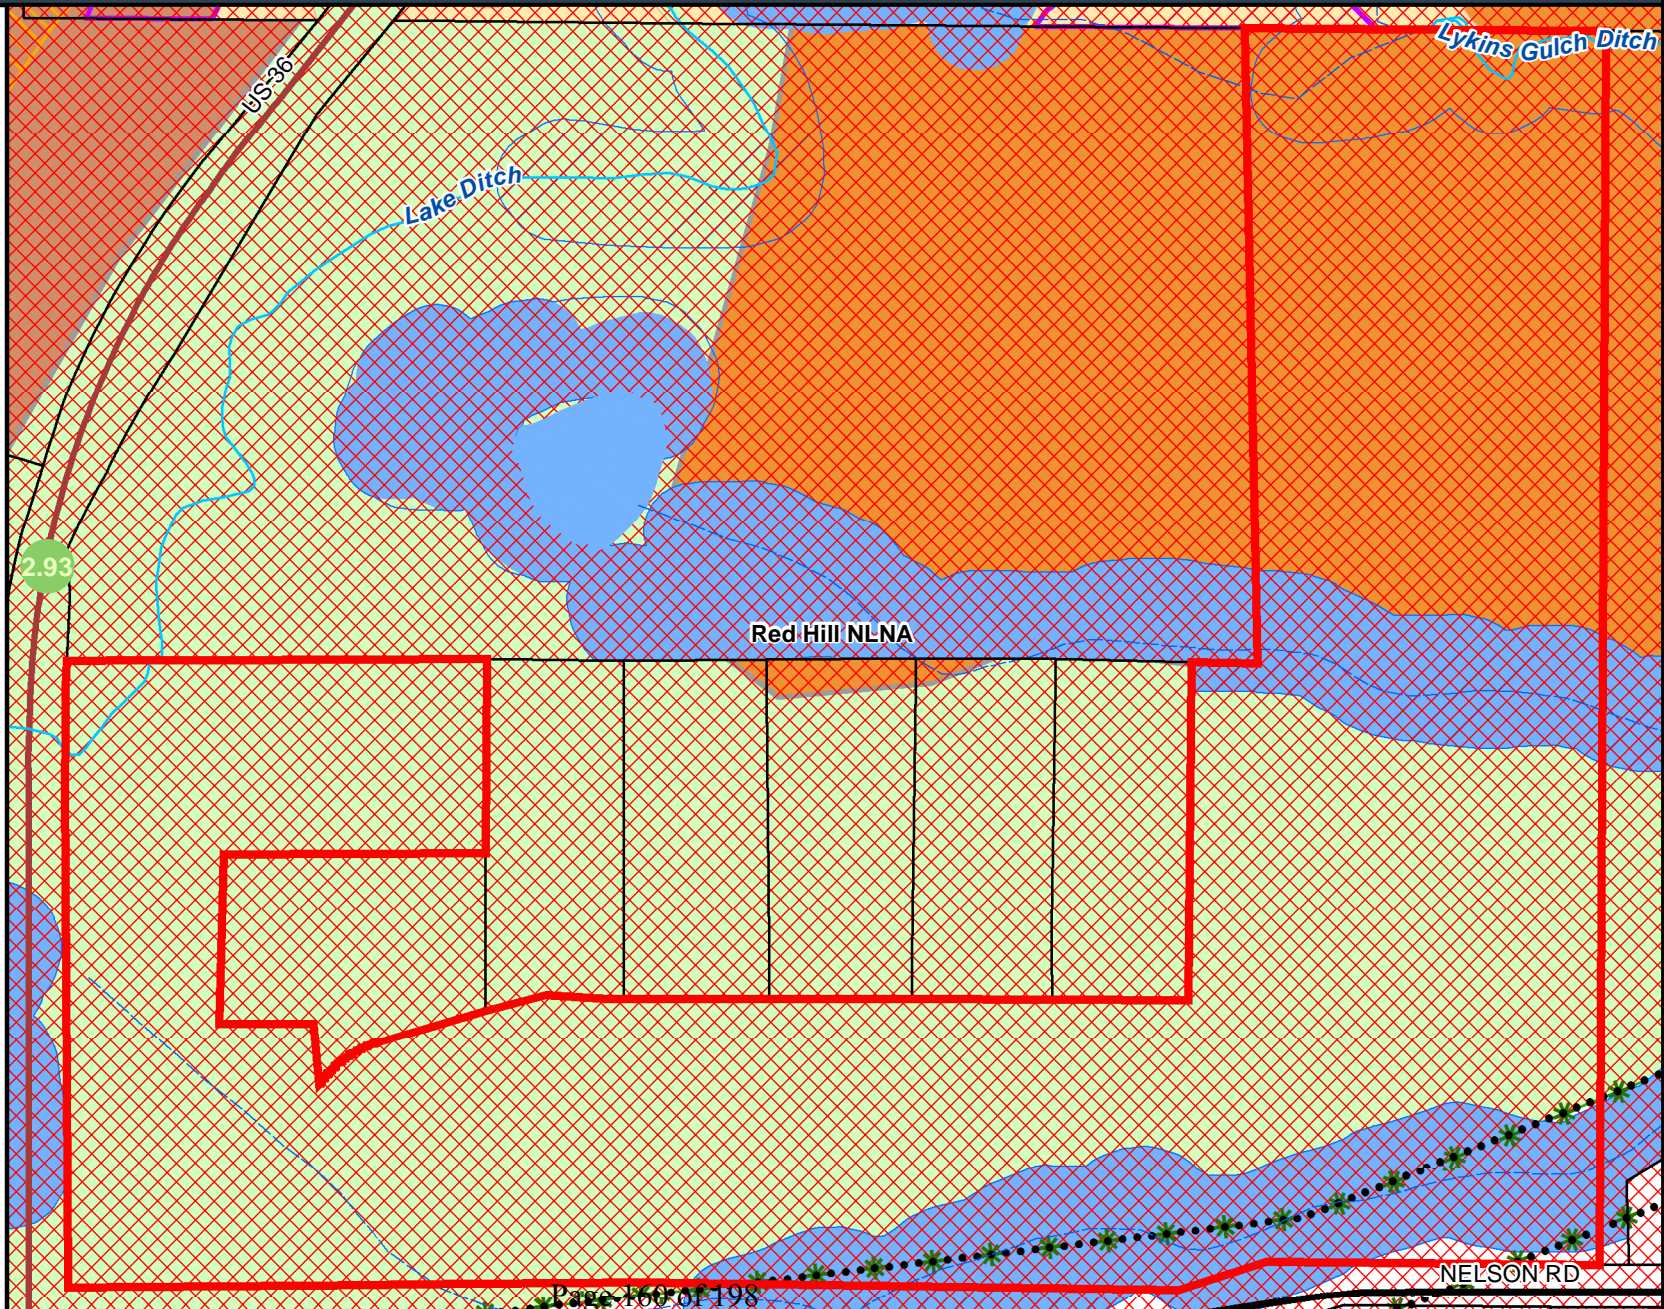 US-36
Lykins Gulch Ditch
Lake Ditch
2.93
Red Hill NLNA
NELSON RD
Page 160 of 198